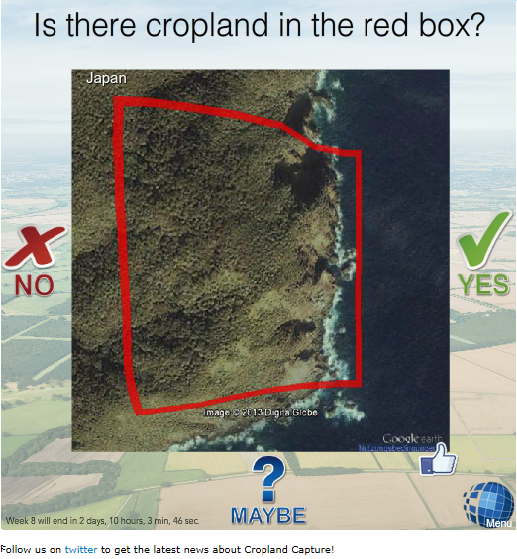 Is there cropland in the red box?
Japan
NO
YES
Image © 2013 DigitalGlobe
Google earth
Nutzungsbedingungen
MAYBE
Menu
Week 8 will end in 2 days, 10 hours, 3 min, 46 sec.
Follow us on twitter to get the latest news about Cropland Capture!